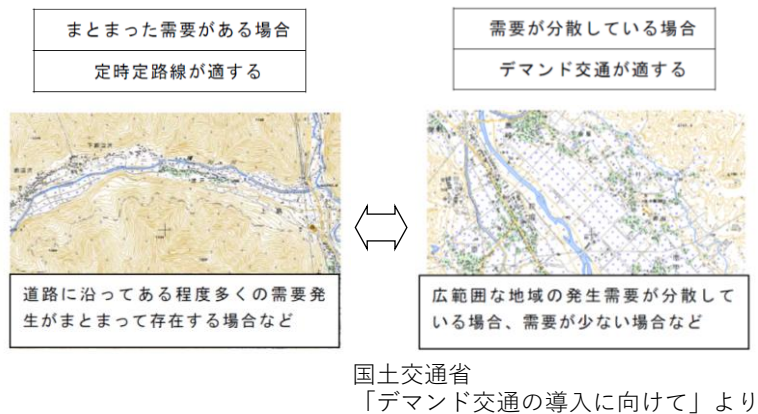 まとまった需要がある場合
定時定路線が適する
需要が分散している場合
デマンド交通が適する
道路に沿ってある程度多くの需要発
生がまとまって存在する場合など
広範囲な地域の発生需要が分散して
いる場合、需要が少ない場合など
国土交通省
「デマンド交通の導入に向けて」より